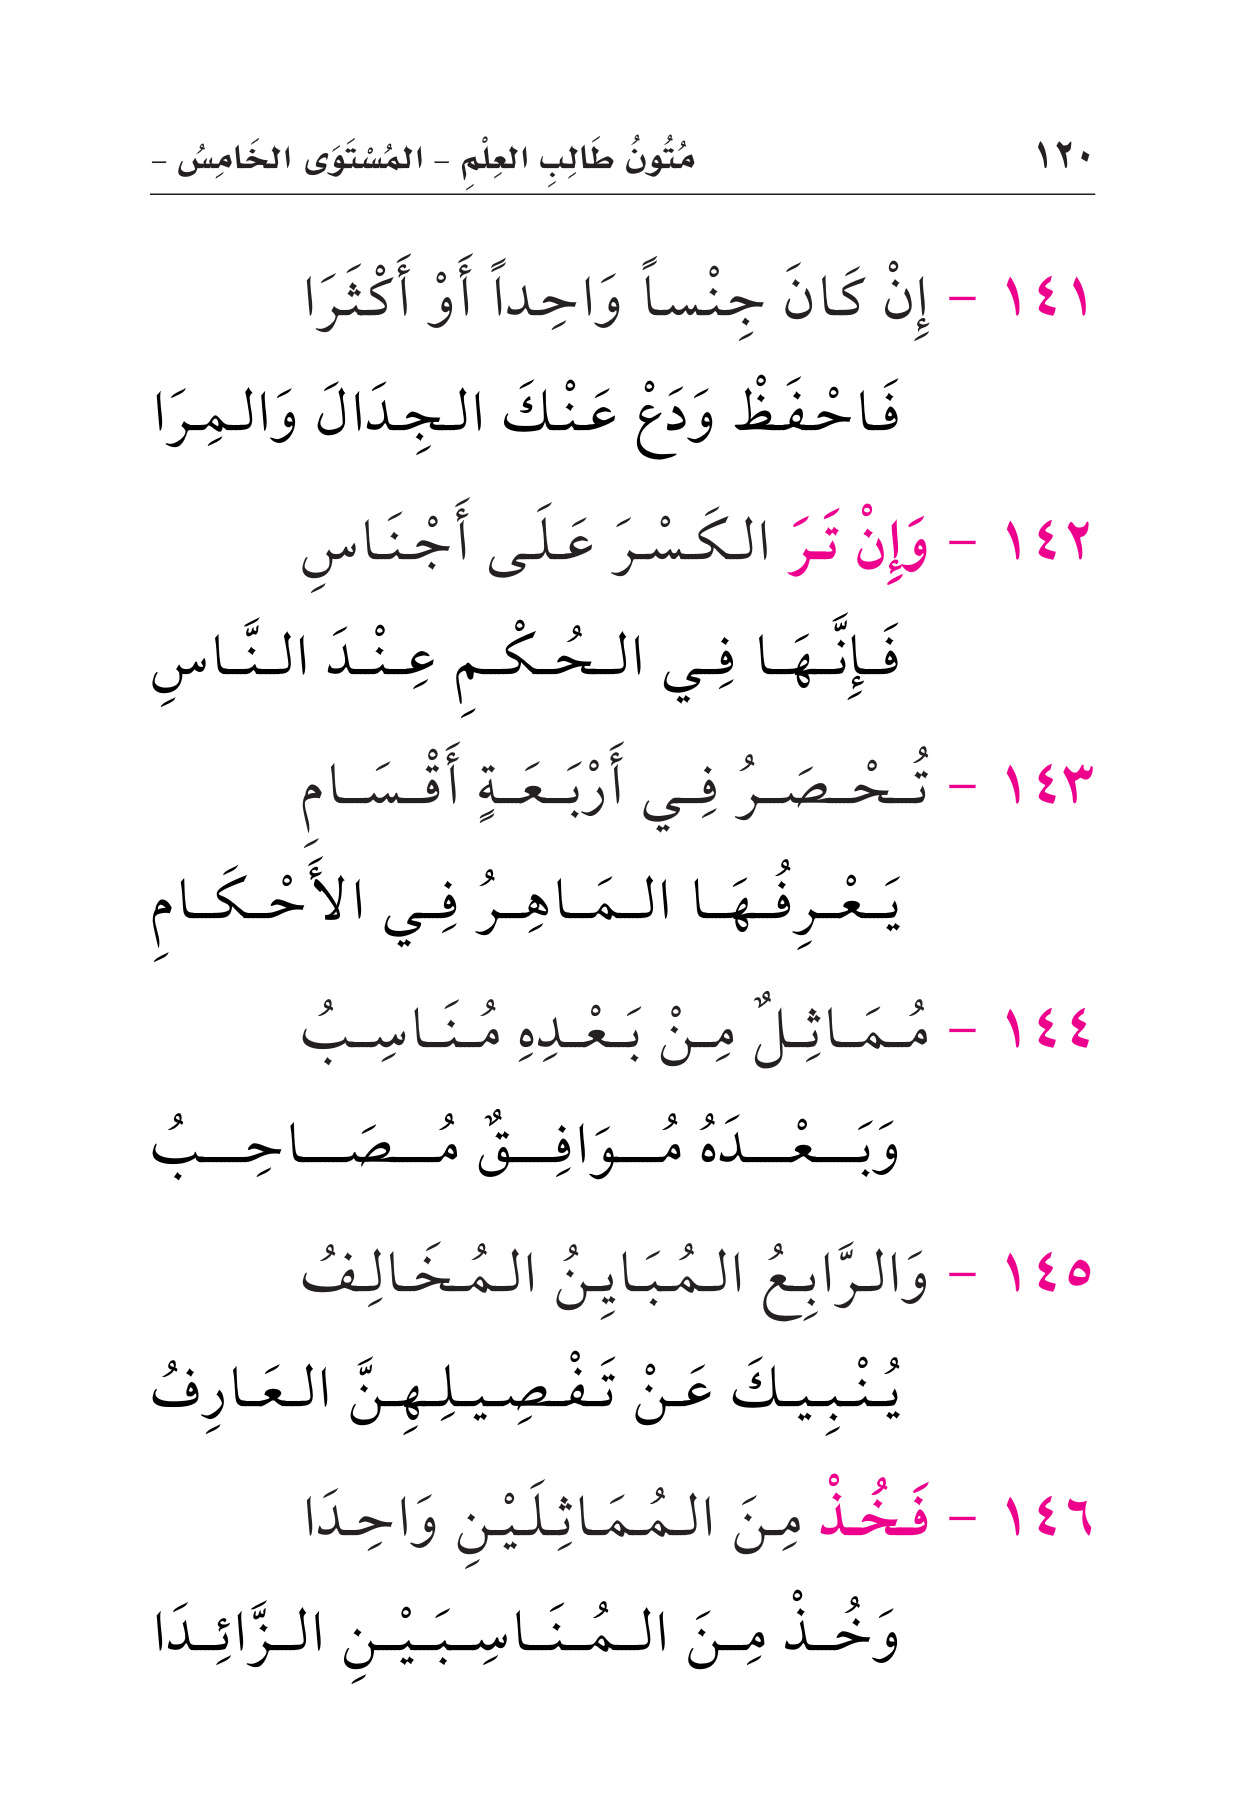 ١٢٠ مُتُونُ طَالِبِ العِلْمِ – المُسْتَوَى الخَامِسُ –
١٤١ – إِنْ كَانَ جِنْساً وَاحِداً أَوْ أَكْثَرَا
فَاحْفَظْ وَدَعْ عَنْكَ الجِدَالَ وَالمِرَا
١٤٢ – وَإِنْ تَرَ الكَسْرَ عَلَى أَجْنَاسِ
فَإِنَّهَا فِي الحُكْمِ عِنْدَ النَّاسِ
١٤٣ – تُحْصَرُ فِي أَرْبَعَةٍ أَقْسَامِ
يَعْرِفُهَا المَاهِرُ فِي الأَحْكَامِ
١٤٤ – مُمَاثِلٌ مِنْ بَعْدِهِ مُنَاسِبُ
وَبَعْدَهُ مُوَافِقٌ مُصَاحِبُ
١٤٥ – وَالرَّابِعُ المُبَايِنُ المُخَالِفُ
يُنْبِيكَ عَنْ تَفْصِيلِهِنَّ العَارِفُ
١٤٦ – فَخُذْ مِنَ المُمَاثِلَيْنِ وَاحِدَا
وَخُذْ مِنَ المُنَاسِبَيْنِ الزَّائِدَا